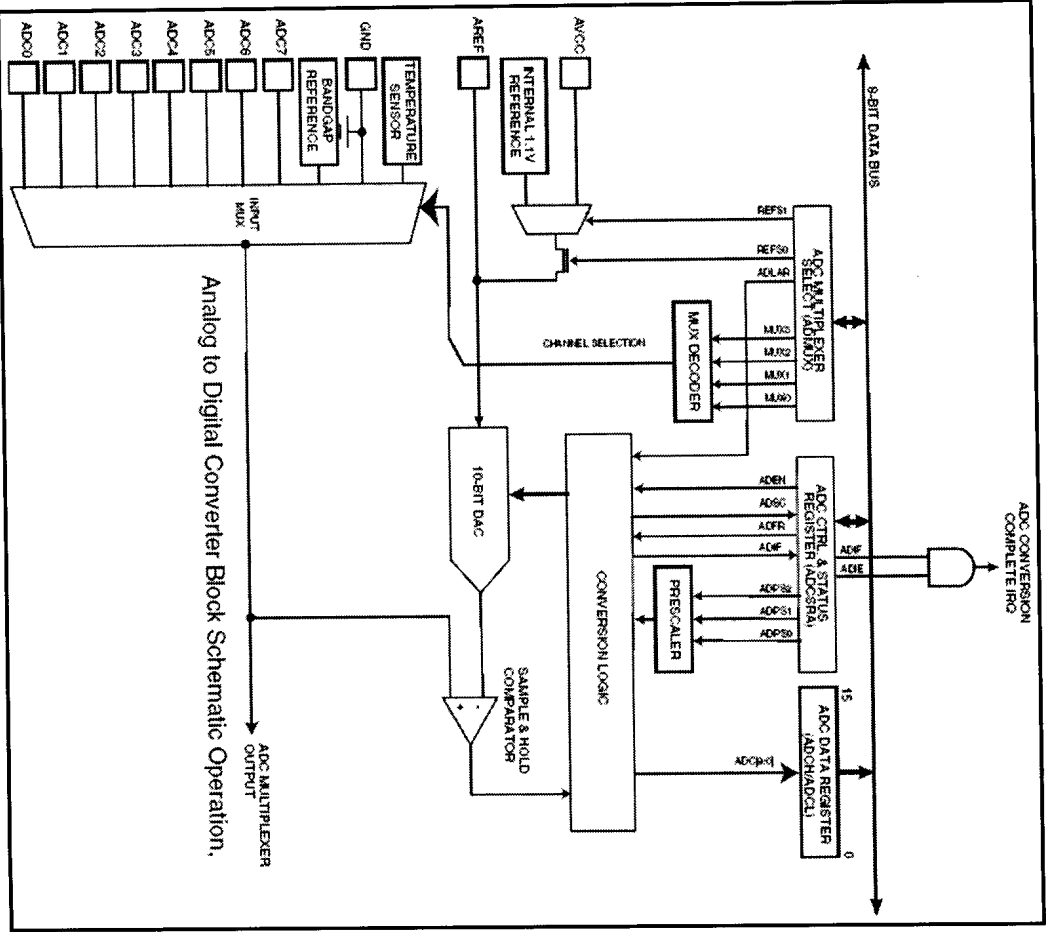 ADC CONVERSION
COMPLETE IRQ
8-BIT DATA BUS
15
0
ADC MULTIPLEXER
SELECT (ADMUX)
ADC CTRL. & STATUS
REGISTER (ADCSRA)
ADC DATA REGISTER
(ADCH/ADCL)
ADIF
ADIE
REFS1
REFS0
ADLAR
MUX3
MUX2
MUX1
MUX0
ADEN
ADSC
ADFR
ADIF
ADPS2
ADPS1
ADPS0
ADC[9:0]
MUX DECODER
PRESCALER
CHANNEL SELECTION
CONVERSION LOGIC
AVCC
INTERNAL 1.1V
REFERENCE
AREF
10-BIT DAC
SAMPLE & HOLD
COMPARATOR
-
+
TEMPERATURE
SENSOR
GND
BANDGAP
REFERENCE
ADC7
ADC6
ADC5
ADC4
ADC3
ADC2
ADC1
ADC0
INPUT
MUX
ADC MULTIPLEXER
OUTPUT
Analog to Digital Converter Block Schematic Operation,